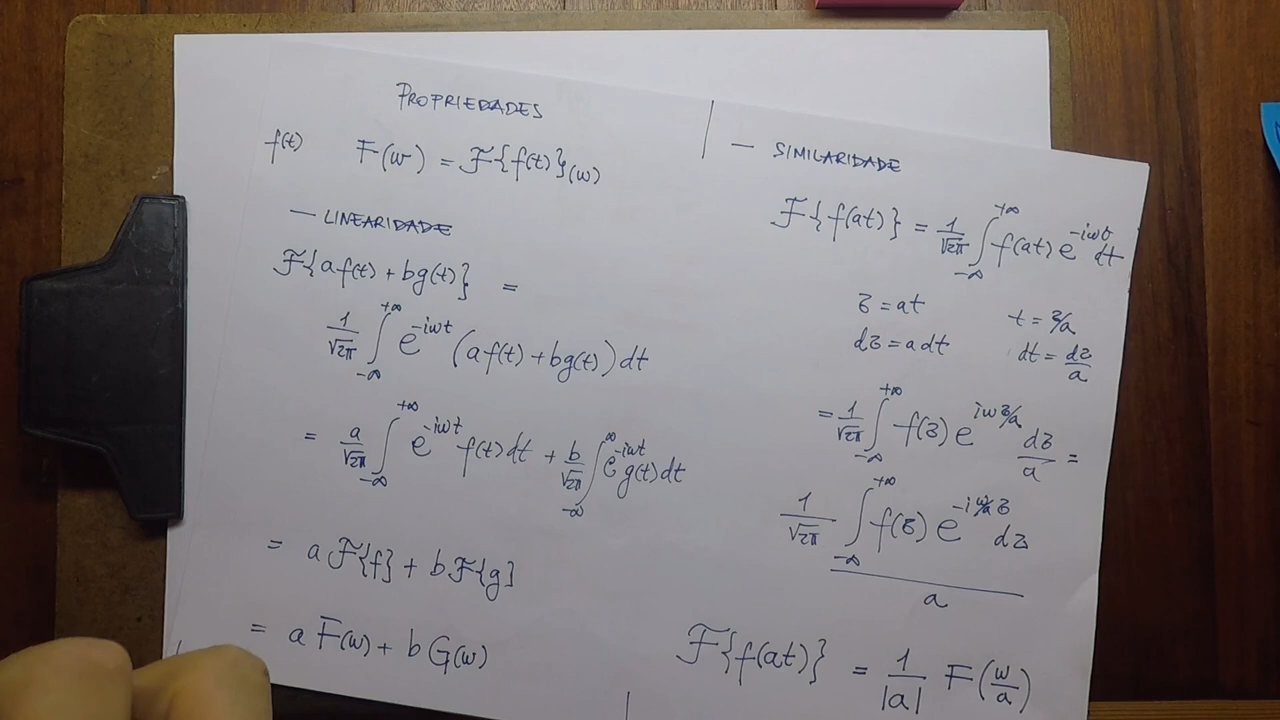 PROPRIEDADES
f(t) F(w) = ℱ{f(t)}(w)
— LINEARIDADE
ℱ{af(t) + bg(t)} =
1/√2π ∫_{-∞}^{+∞} e^{-iwt} (af(t) + bg(t)) dt
= a/√2π ∫_{-∞}^{+∞} e^{-iwt} f(t) dt + b/√2π ∫_{-∞}^{∞} e^{-iwt} g(t) dt
= a ℱ{f} + b ℱ{g}
= a F(w) + b G(w)
— SIMILARIDADE
ℱ{f(at)} = 1/√2π ∫_{-∞}^{+∞} f(at) e^{-iwt} dt
z = at t = z/a
dz = a dt dt = dz/a
= 1/√2π ∫_{-∞}^{+∞} f(z) e^{iw z/a} dz/a =
1/√2π ∫_{-∞}^{+∞} f(z) e^{-i w/a z} dz
a
ℱ{f(at)} = 1/|a| F(w/a)